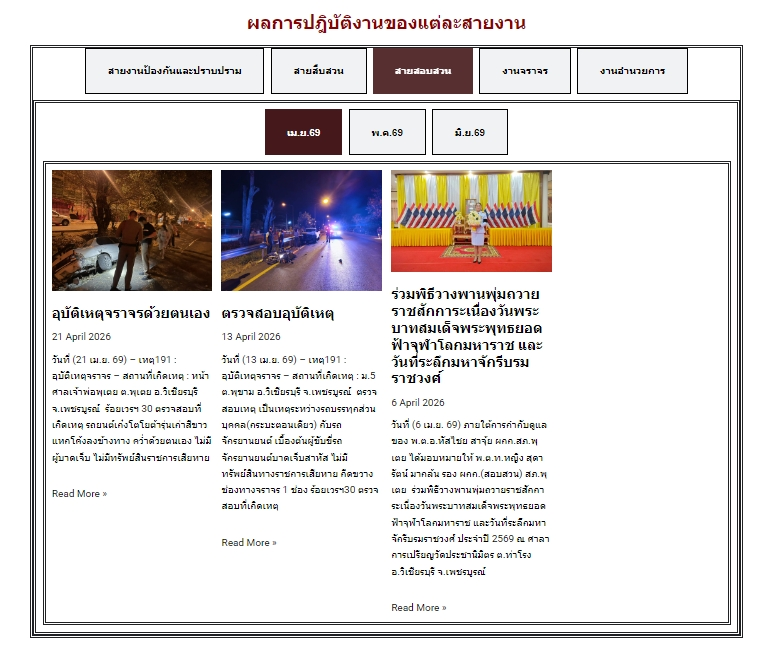 ผลการปฏิบัติงานของแต่ละสายงาน
สายงานป้องกันและปราบปราม
สายสืบสวน
สายสอบสวน
งานจราจร
งานอำนวยการ
เม.ย.69
พ.ค.69
มิ.ย.69
อุบัติเหตุจราจรด้วยตนเอง
21 April 2026
วันที่ (21 เม.ย. 69) – เหตุ191 :
อุบัติเหตุจราจร – สถานที่เกิดเหตุ : หน้า
ศาลเจ้าพ่อพุเตย ต.พุเตย อ.วิเชียรบุรี
จ.เพชรบูรณ์  ร้อยเวรฯ 30 ตรวจสอบที่
เกิดเหตุ รถยนต์เก๋งโตโยต้ารุ่นเก่าสีขาว
แหกโค้งลงข้างทาง คว่ำด้วยตนเอง ไม่มี
ผู้บาดเจ็บ ไม่มีทรัพย์สินราชการเสียหาย
Read More »
ตรวจสอบอุบัติเหตุ
13 April 2026
วันที่ (13 เม.ย. 69) – เหตุ191 :
อุบัติเหตุจราจร – สถานที่เกิดเหตุ : ม.5
ต.พุขาม อ.วิเชียรบุรี จ.เพชรบูรณ์  ตรวจ
สอบเหตุ เป็นเหตุระหว่างรถบรรทุกส่วน
บุคคล(กระบะตอนเดียว) กับรถ
จักรยานยนต์ เบื้องต้นผู้ขับขี่รถ
จักรยานยนต์บาดเจ็บสาหัส ไม่มี
ทรัพย์สินทางราชการเสียหาย กีดขวาง
ช่องทางจราจร 1 ช่อง ร้อยเวรฯ30 ตรวจ
สอบที่เกิดเหตุ
Read More »
ร่วมพิธีวางพานพุ่มถวาย
ราชสักการะเนื่องวันพระ
บาทสมเด็จพระพุทธยอด
ฟ้าจุฬาโลกมหาราช และ
วันที่ระลึกมหาจักรีบรม
ราชวงศ์
6 April 2026
วันที่ (6 เม.ย. 69) ภายใต้การกำกับดูแล
ของ พ.ต.อ.หัสไชย สาจุ้ย ผกก.สภ.พุ
เตย ได้มอบหมายให้ พ.ต.ท.หญิง สุดา
รัตน์ มากล้น รอง ผกก.(สอบสวน) สภ.พุ
เตย  ร่วมพิธีวางพานพุ่มถวายราชสักกา
ระเนื่องวันพระบาทสมเด็จพระพุทธยอด
ฟ้าจุฬาโลกมหาราช และวันที่ระลึกมหา
จักรีบรมราชวงศ์ ประจำปี 2569 ณ ศาลา
การเปรียญวัดประชานิมิตร ต.ท่าโรง
อ.วิเชียรบุรี จ.เพชรบูรณ์
Read More »